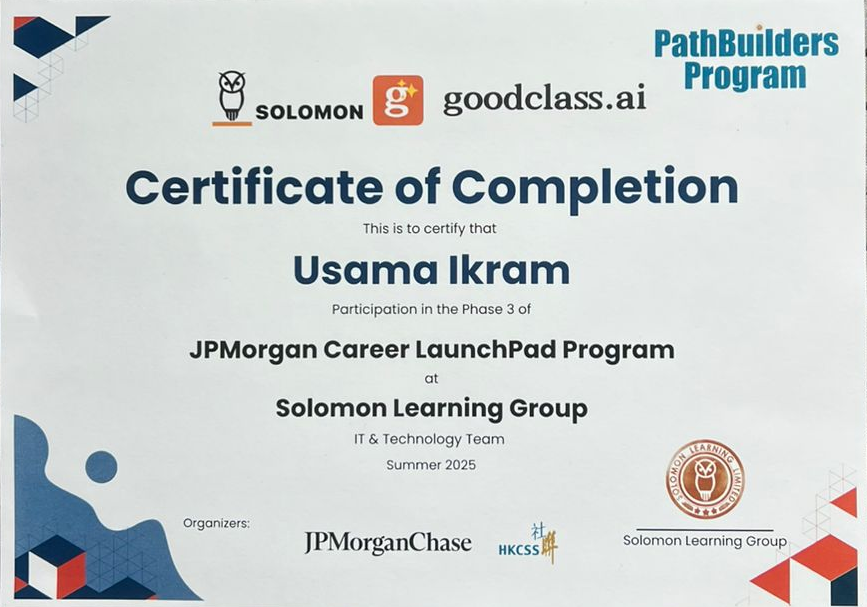 PathBuilders
Program
SOLOMON
g
goodclass.ai
Certificate of Completion
This is to certify that
Usama Ikram
Participation in the Phase 3 of
JPMorgan Career LaunchPad Program
at
Solomon Learning Group
IT & Technology Team
Summer 2025
SOLOMON LEARNING LIMITED
Organizers:
JPMorganChase
HKCSS 社聯
Solomon Learning Group